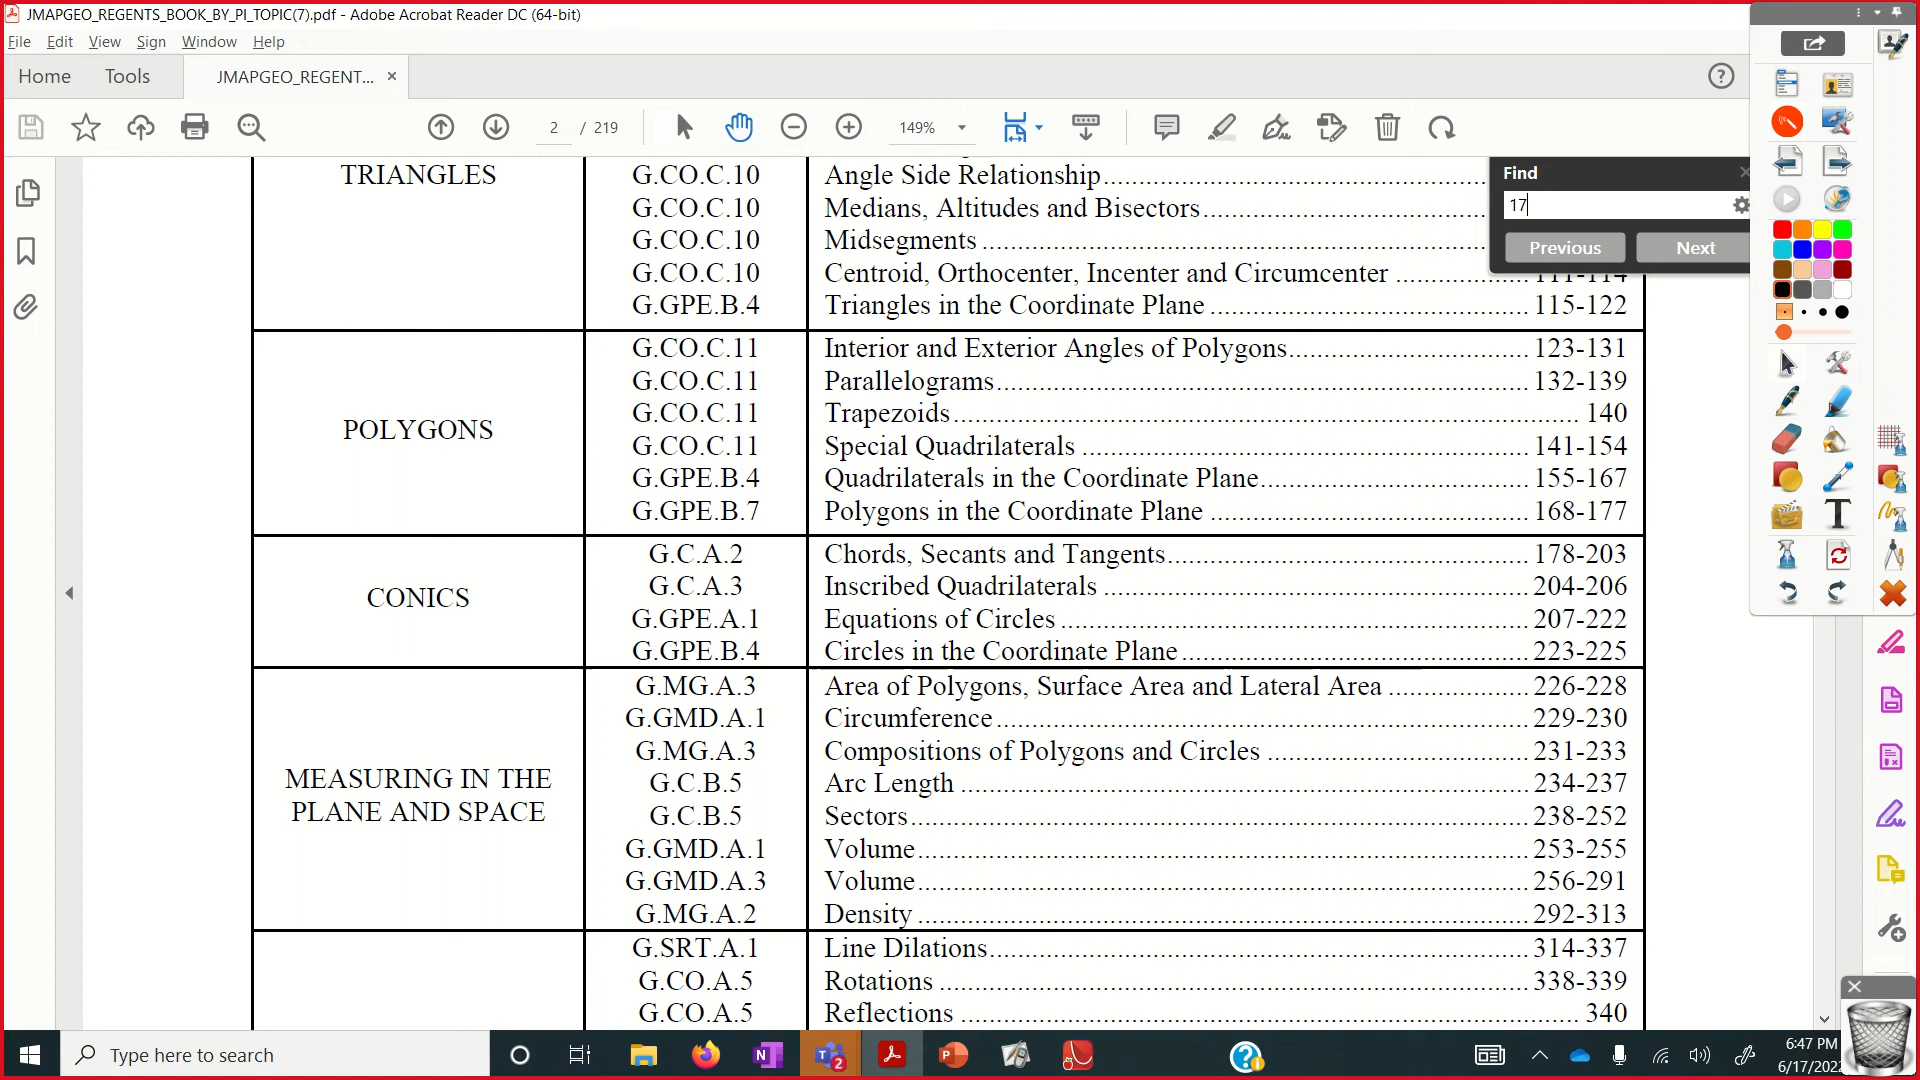 JMAPGEO_REGENTS_BOOK_BY_PI_TOPIC(7).pdf - Adobe Acrobat Reader DC (64-bit)
File Edit View Sign Window Help
Home Tools JMAPGEO_REGENT... ×
2 / 219 149%
Find
17
Previous Next
TRIANGLES
G.CO.C.10 Angle Side Relationship
G.CO.C.10 Medians, Altitudes and Bisectors
G.CO.C.10 Midsegments
G.CO.C.10 Centroid, Orthocenter, Incenter and Circumcenter 111-114
G.GPE.B.4 Triangles in the Coordinate Plane 115-122
POLYGONS
G.CO.C.11 Interior and Exterior Angles of Polygons 123-131
G.CO.C.11 Parallelograms 132-139
G.CO.C.11 Trapezoids 140
G.CO.C.11 Special Quadrilaterals 141-154
G.GPE.B.4 Quadrilaterals in the Coordinate Plane 155-167
G.GPE.B.7 Polygons in the Coordinate Plane 168-177
CONICS
G.C.A.2 Chords, Secants and Tangents 178-203
G.C.A.3 Inscribed Quadrilaterals 204-206
G.GPE.A.1 Equations of Circles 207-222
G.GPE.B.4 Circles in the Coordinate Plane 223-225
MEASURING IN THE
PLANE AND SPACE
G.MG.A.3 Area of Polygons, Surface Area and Lateral Area 226-228
G.GMD.A.1 Circumference 229-230
G.MG.A.3 Compositions of Polygons and Circles 231-233
G.C.B.5 Arc Length 234-237
G.C.B.5 Sectors 238-252
G.GMD.A.1 Volume 253-255
G.GMD.A.3 Volume 256-291
G.MG.A.2 Density 292-313
G.SRT.A.1 Line Dilations 314-337
G.CO.A.5 Rotations 338-339
G.CO.A.5 Reflections 340
Type here to search
6:47 PM